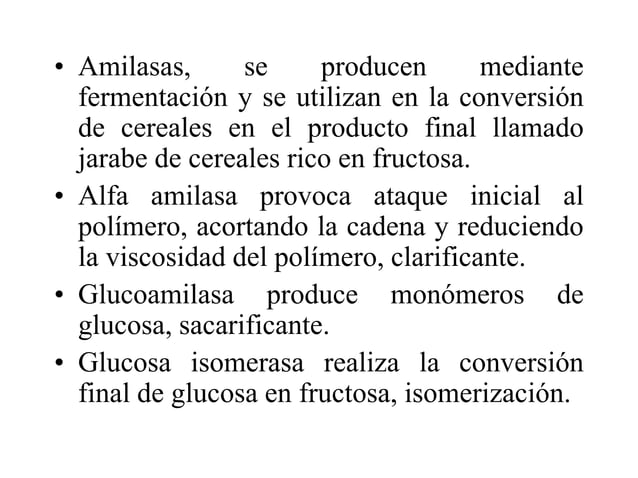 • Amilasas, se producen mediante
fermentación y se utilizan en la conversión
de cereales en el producto final llamado
jarabe de cereales rico en fructosa.
• Alfa amilasa provoca ataque inicial al
polímero, acortando la cadena y reduciendo
la viscosidad del polímero, clarificante.
• Glucoamilasa produce monómeros de
glucosa, sacarificante.
• Glucosa isomerasa realiza la conversión
final de glucosa en fructosa, isomerización.